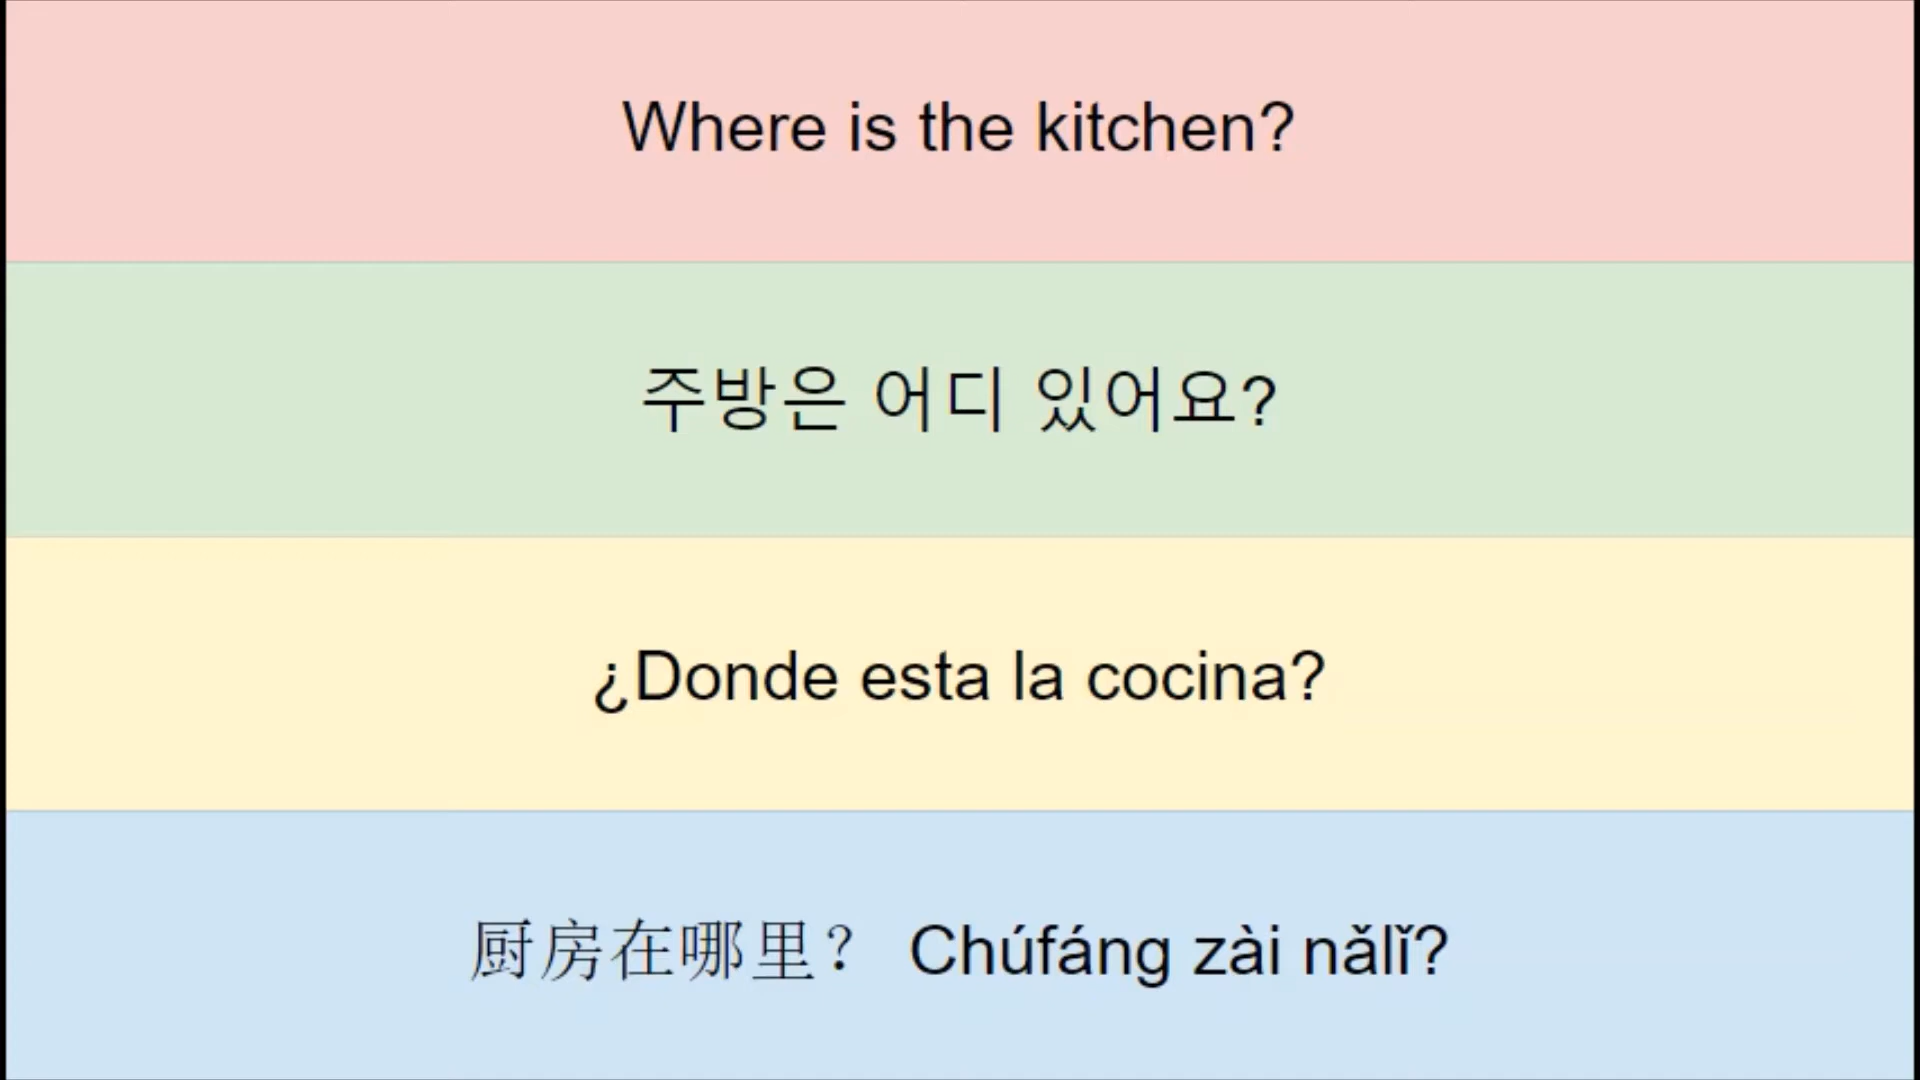 Where is the kitchen?
주방은 어디 있어요?
¿Donde esta la cocina?
厨房在哪里？ Chúfáng zài nǎlǐ?